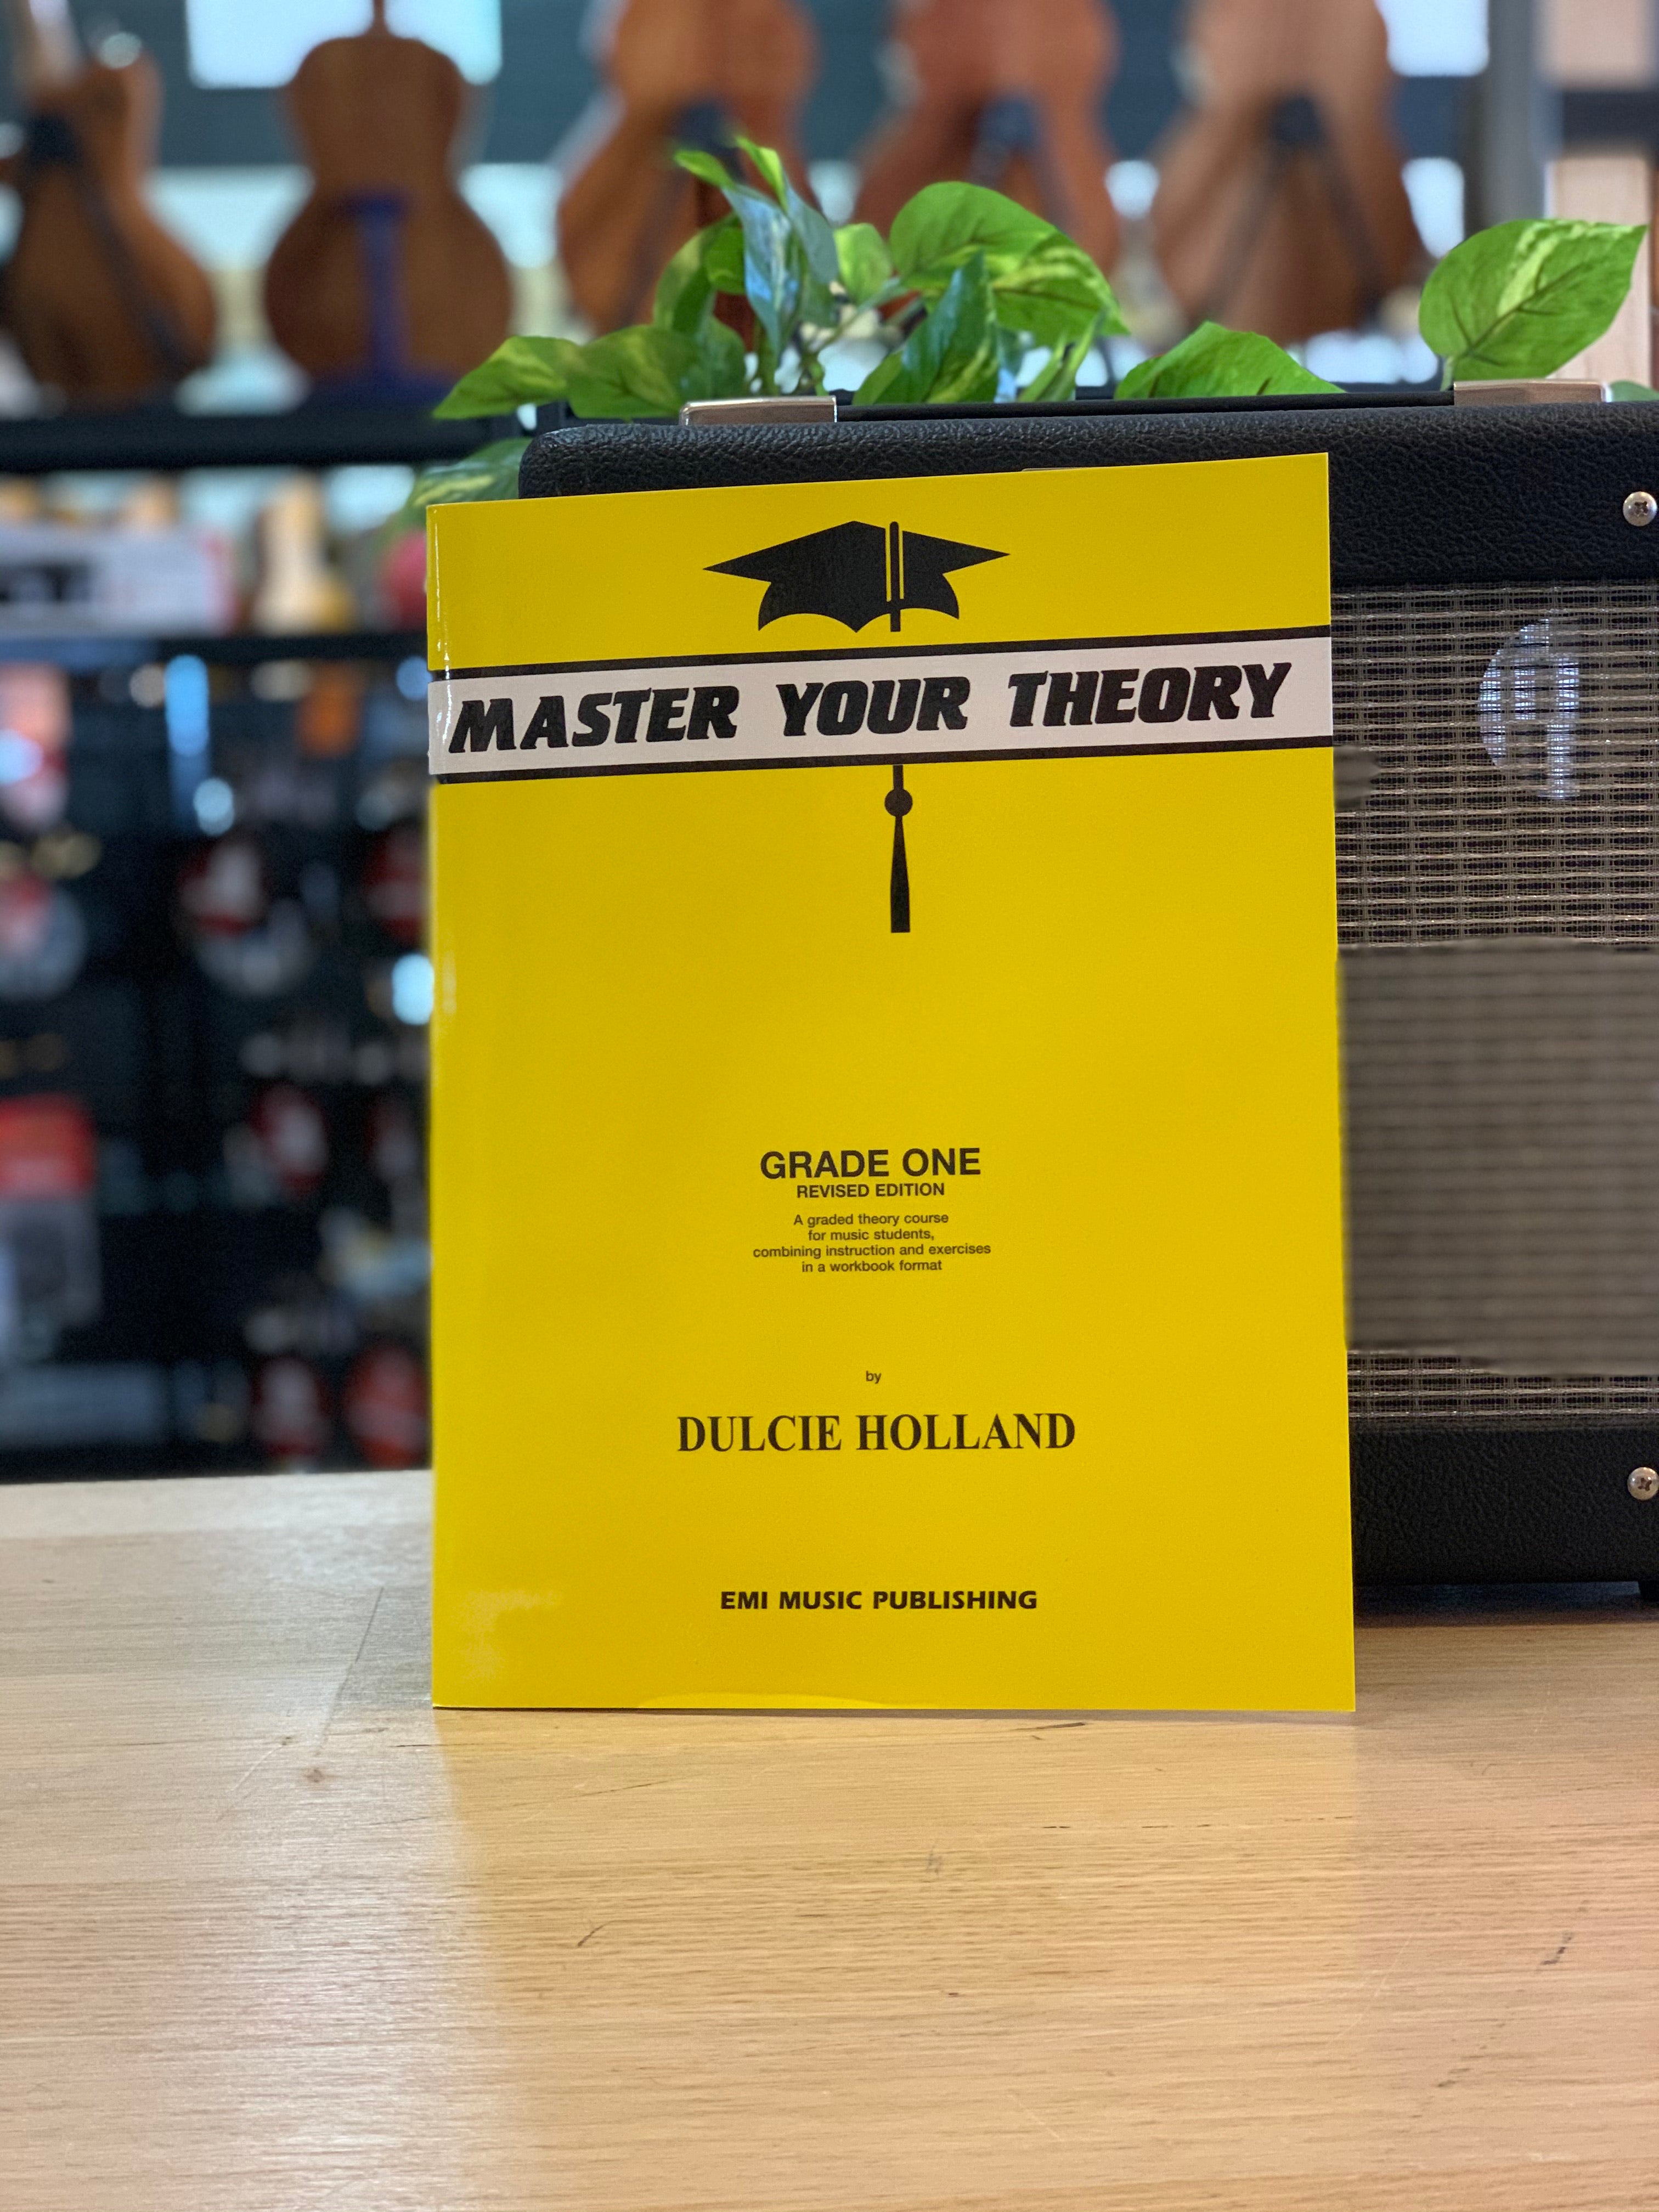 MASTER YOUR THEORY
GRADE ONE
REVISED EDITION
A graded theory course
for music students,
combining instruction and exercises
in a workbook format
by
DULCIE HOLLAND
EMI MUSIC PUBLISHING